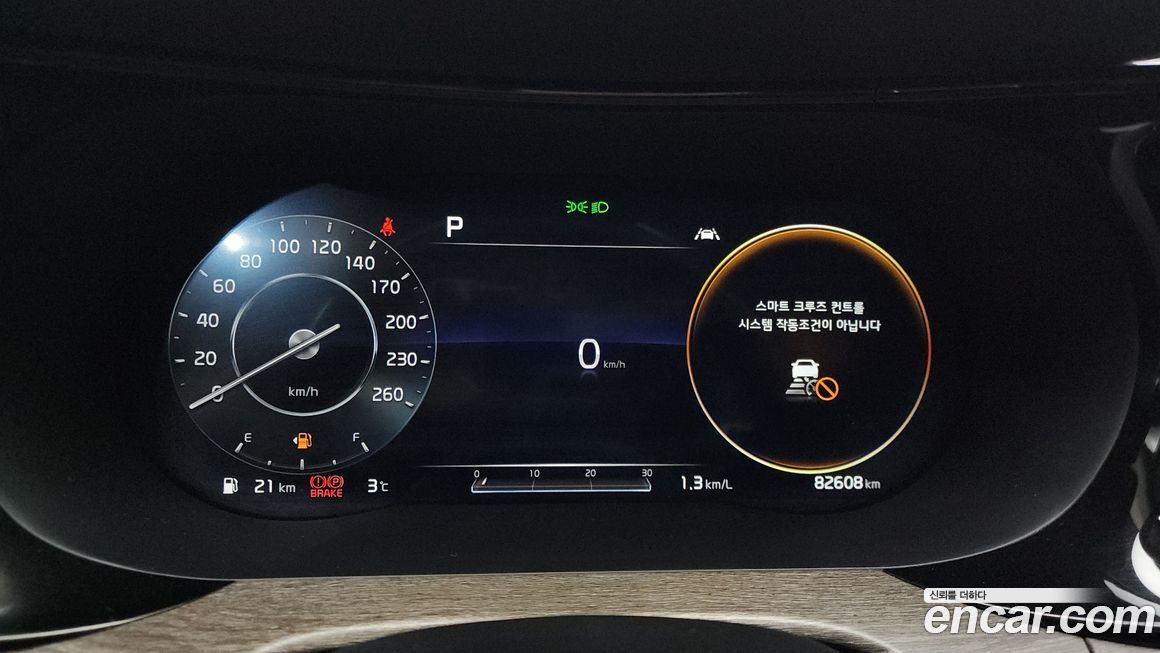 P
100 120
80 140
60 170
40 200
20 230
0 260
km/h
E F
21 km
BRAKE
3℃
0 km/h
0 10 20 30
1.3 km/L
스마트 크루즈 컨트롤
시스템 작동조건이 아닙니다
82608 km
신뢰를 더하다
encar.com